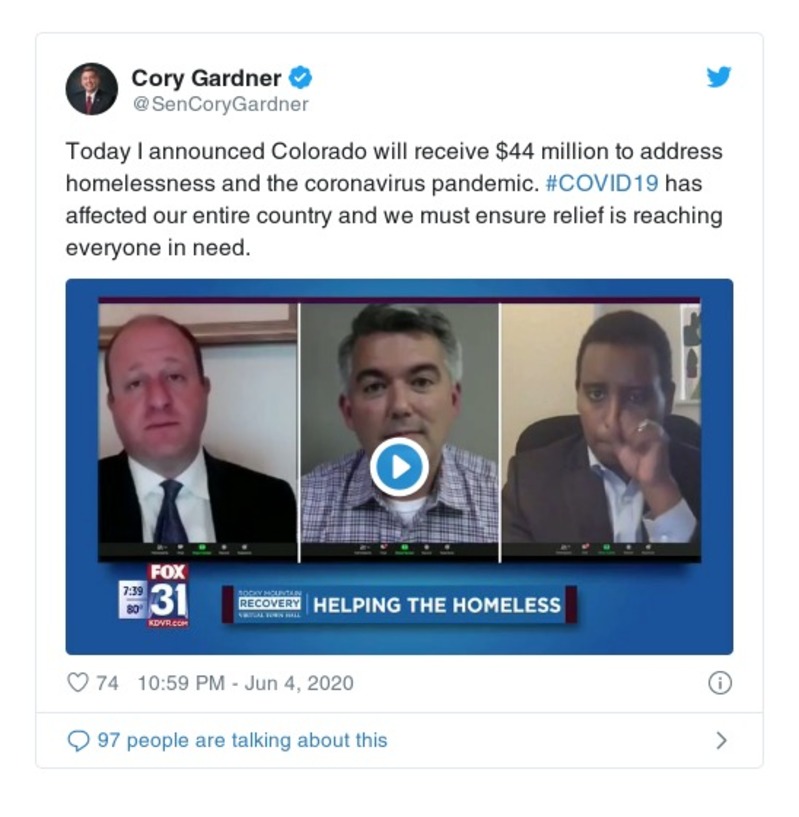 Cory Gardner
@SenCoryGardner
Today I announced Colorado will receive $44 million to address
homelessness and the coronavirus pandemic. #COVID19 has
affected our entire country and we must ensure relief is reaching
everyone in need.
FOX
7:39
80°
31
KDVR.COM
ROCKY MOUNTAIN
RECOVERY
VIRTUAL TOWN HALL
HELPING THE HOMELESS
74 10:59 PM - Jun 4, 2020
97 people are talking about this